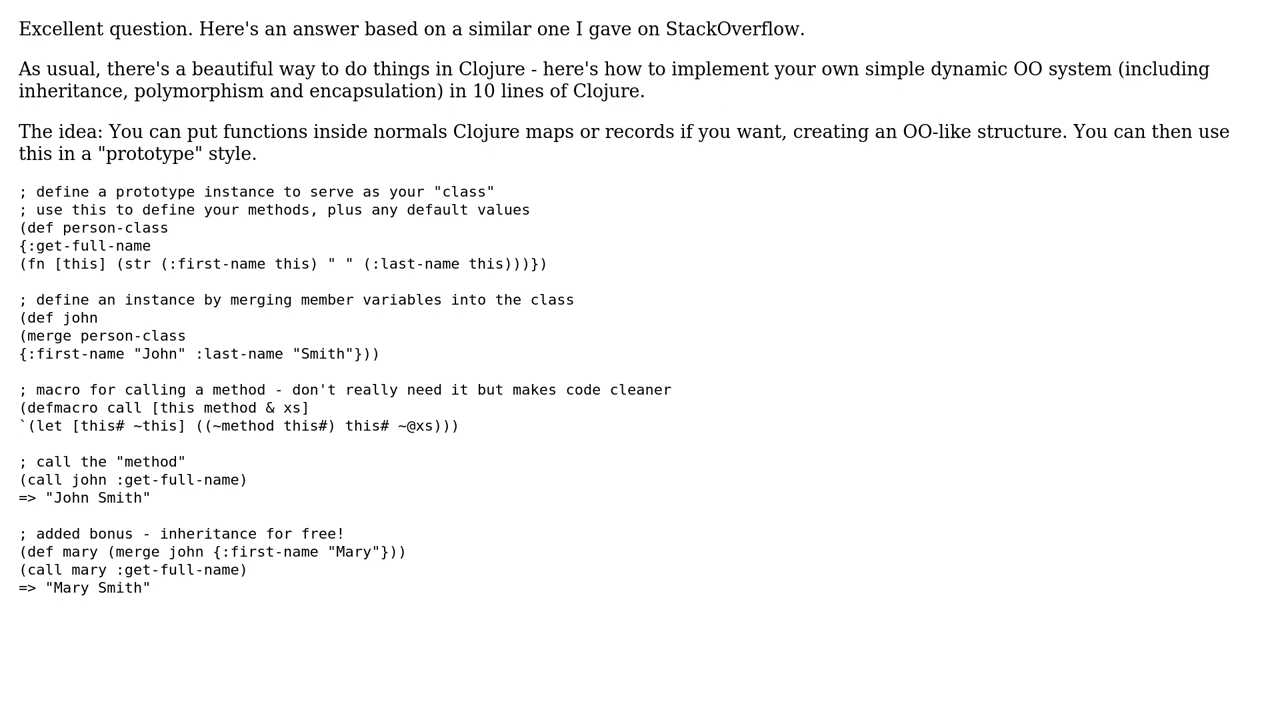 Excellent question. Here's an answer based on a similar one I gave on StackOverflow.
As usual, there's a beautiful way to do things in Clojure - here's how to implement your own simple dynamic OO system (including
inheritance, polymorphism and encapsulation) in 10 lines of Clojure.
The idea: You can put functions inside normals Clojure maps or records if you want, creating an OO-like structure. You can then use
this in a "prototype" style.
; define a prototype instance to serve as your "class"
; use this to define your methods, plus any default values
(def person-class
{:get-full-name
(fn [this] (str (:first-name this) " " (:last-name this)))})
; define an instance by merging member variables into the class
(def john
(merge person-class
{:first-name "John" :last-name "Smith"}))
; macro for calling a method - don't really need it but makes code cleaner
(defmacro call [this method & xs]
`(let [this# ~this] ((~method this#) this# ~@xs)))
; call the "method"
(call john :get-full-name)
=> "John Smith"
; added bonus - inheritance for free!
(def mary (merge john {:first-name "Mary"}))
(call mary :get-full-name)
=> "Mary Smith"